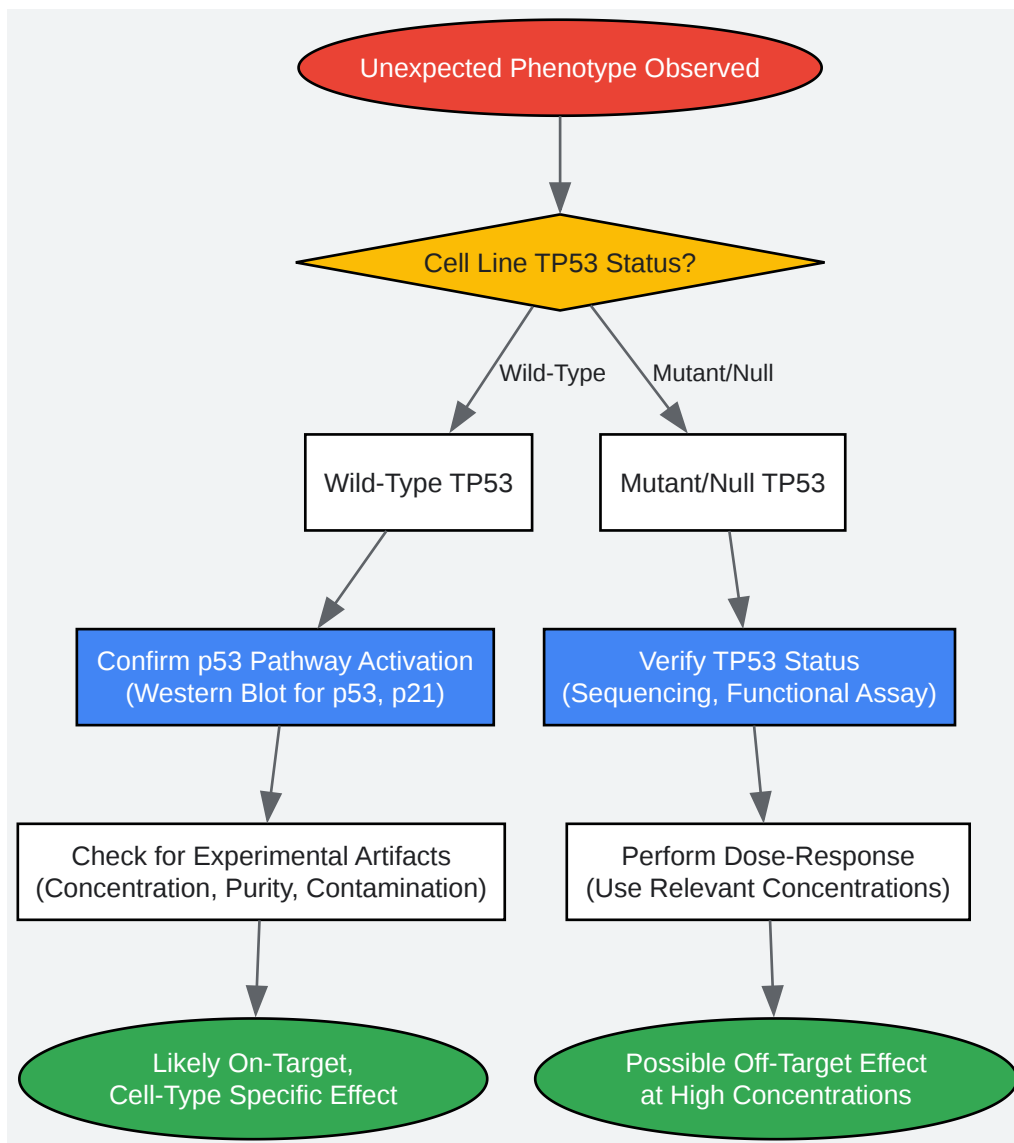 Unexpected Phenotype Observed
Cell Line TP53 Status?
Wild-Type
Mutant/Null
Wild-Type TP53
Mutant/Null TP53
Confirm p53 Pathway Activation
(Western Blot for p53, p21)
Verify TP53 Status
(Sequencing, Functional Assay)
Check for Experimental Artifacts
(Concentration, Purity, Contamination)
Perform Dose-Response
(Use Relevant Concentrations)
Likely On-Target,
Cell-Type Specific Effect
Possible Off-Target Effect
at High Concentrations